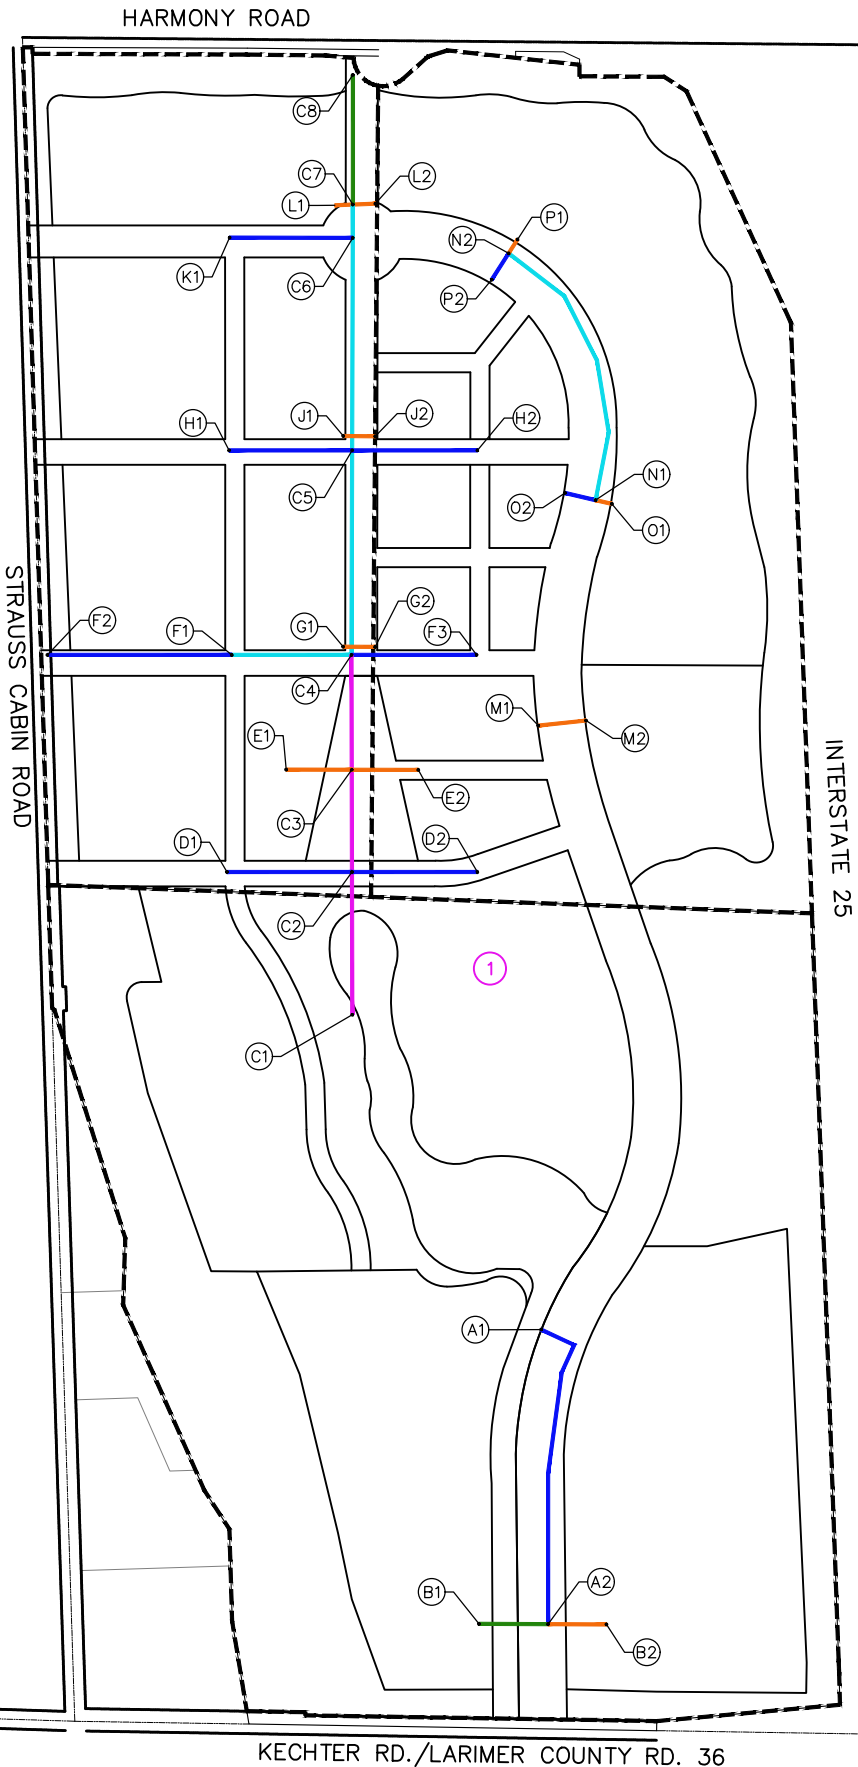 HARMONY ROAD
C8
C7
L2
L1
P1
N2
K1
C6
P2
J1
J2
H1
H2
C5
N1
O2
O1
STRAUSS CABIN ROAD
G2
F2
F1
G1
F3
C4
M1
M2
E1
INTERSTATE 25
E2
C3
D1
D2
C2
1
C1
A1
A2
B1
B2
KECHTER RD./LARIMER COUNTY RD. 36